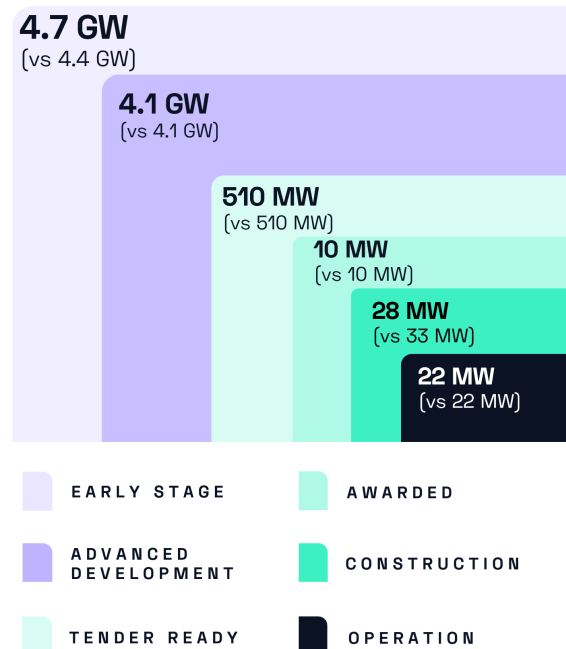 4.7 GW
(vs 4.4 GW)
4.1 GW
(vs 4.1 GW)
510 MW
(vs 510 MW)
10 MW
(vs 10 MW)
28 MW
(vs 33 MW)
22 MW
(vs 22 MW)
EARLY STAGE
AWARDED
ADVANCED
DEVELOPMENT
CONSTRUCTION
TENDER READY
OPERATION